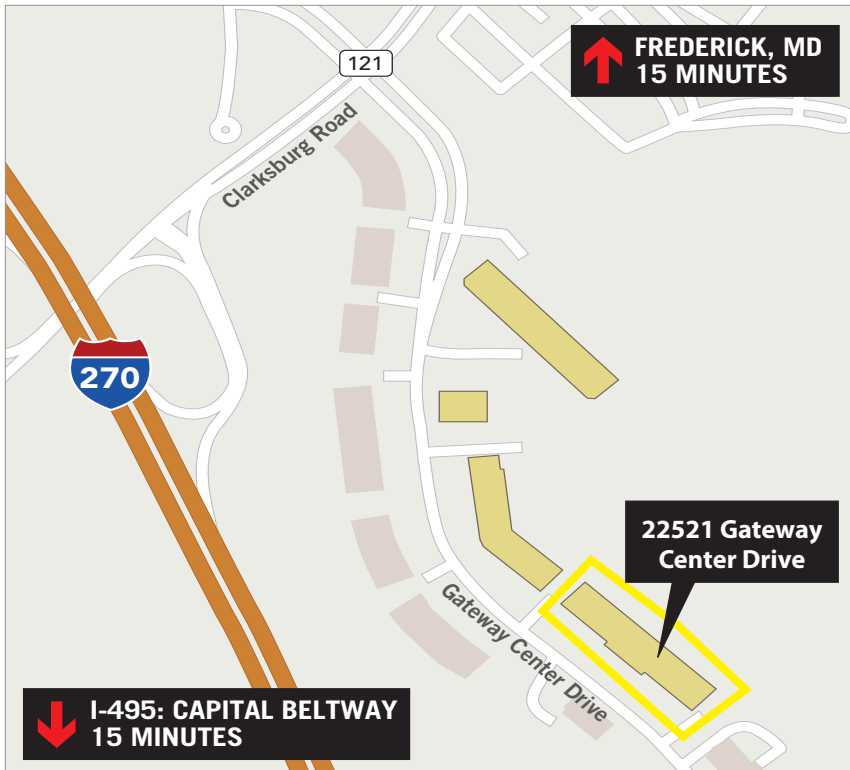 FREDERICK, MD
15 MINUTES
121
Clarksburg Road
270
22521 Gateway
Center Drive
Gateway Center Drive
I-495: CAPITAL BELTWAY
15 MINUTES